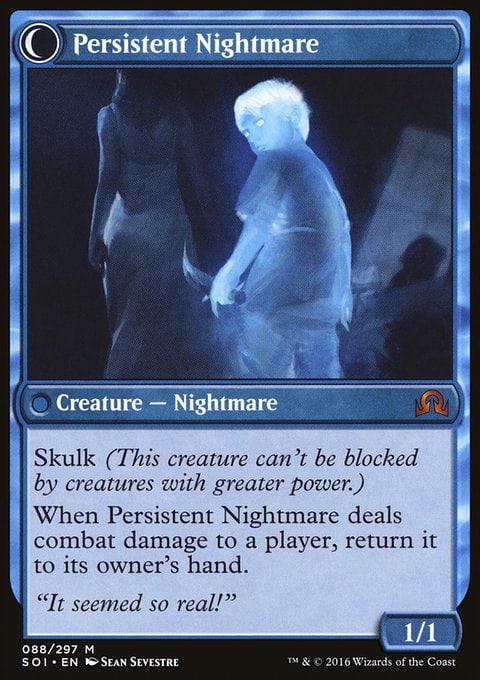 Persistent Nightmare
Creature — Nightmare
Skulk (This creature can't be blocked
by creatures with greater power.)
When Persistent Nightmare deals
combat damage to a player, return it
to its owner's hand.
"It seemed so real!"
1/1
088/297 M
SOI • EN Sean Sevestre
™ & © 2016 Wizards of the Coast